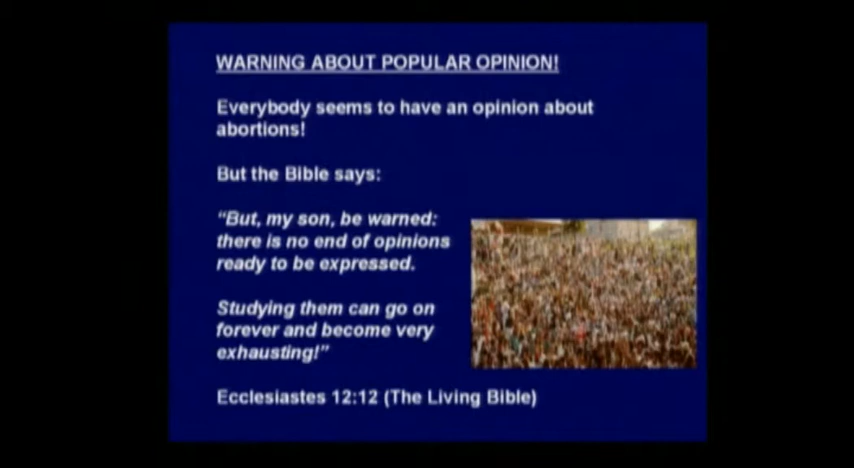 WARNING ABOUT POPULAR OPINION!
Everybody seems to have an opinion about
abortions!
But the Bible says:
“But, my son, be warned:
there is no end of opinions
ready to be expressed.
Studying them can go on
forever and become very
exhausting!”
Ecclesiastes 12:12 (The Living Bible)